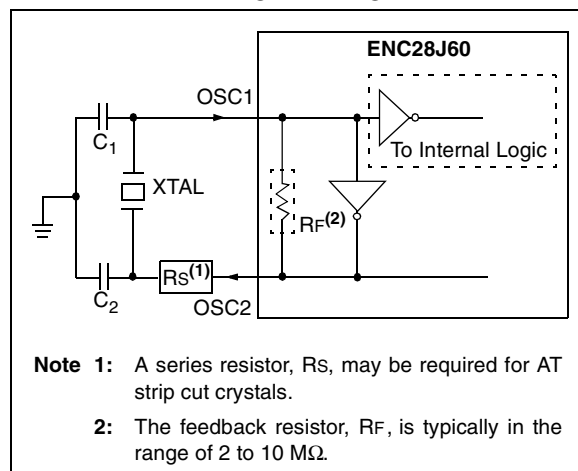 ENC28J60
OSC1
C1
To Internal Logic
XTAL
RF(2)
RS(1)
C2
OSC2
Note 1: A series resistor, RS, may be required for AT
strip cut crystals.
2: The feedback resistor, RF, is typically in the
range of 2 to 10 MΩ.